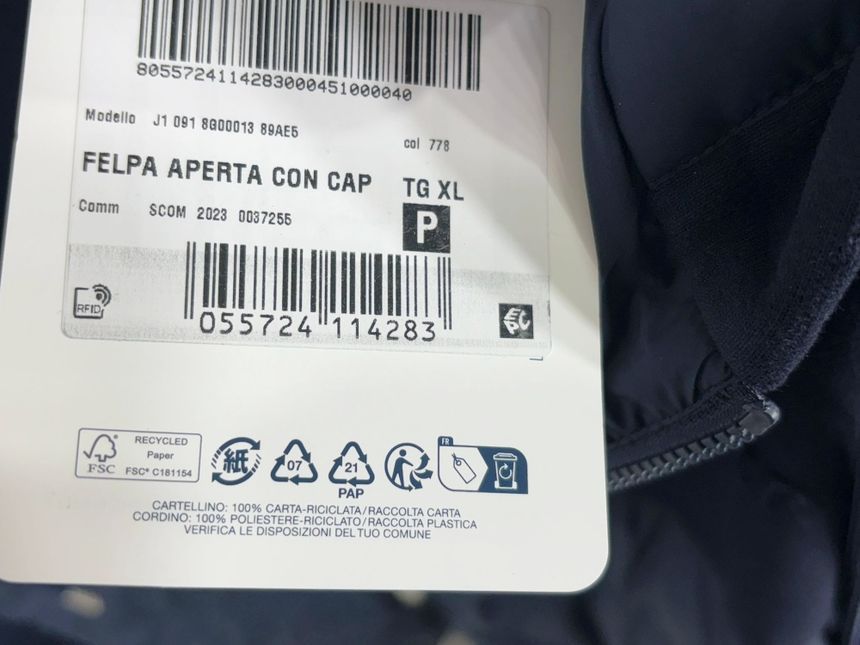 8055724114283000451000040
Modello J1 091 8G00013 89AE5 col 778
FELPA APERTA CON CAP TG XL
Comm SCOM 2023 0037255 P
RFID
055724 114283
EPC
FSC
RECYCLED
Paper
FSC® C181154
紙
07
21
PAP
FR
CARTELLINO: 100% CARTA-RICICLATA/RACCOLTA CARTA
CORDINO: 100% POLIESTERE-RICICLATO/RACCOLTA PLASTICA
VERIFICA LE DISPOSIZIONI DEL TUO COMUNE